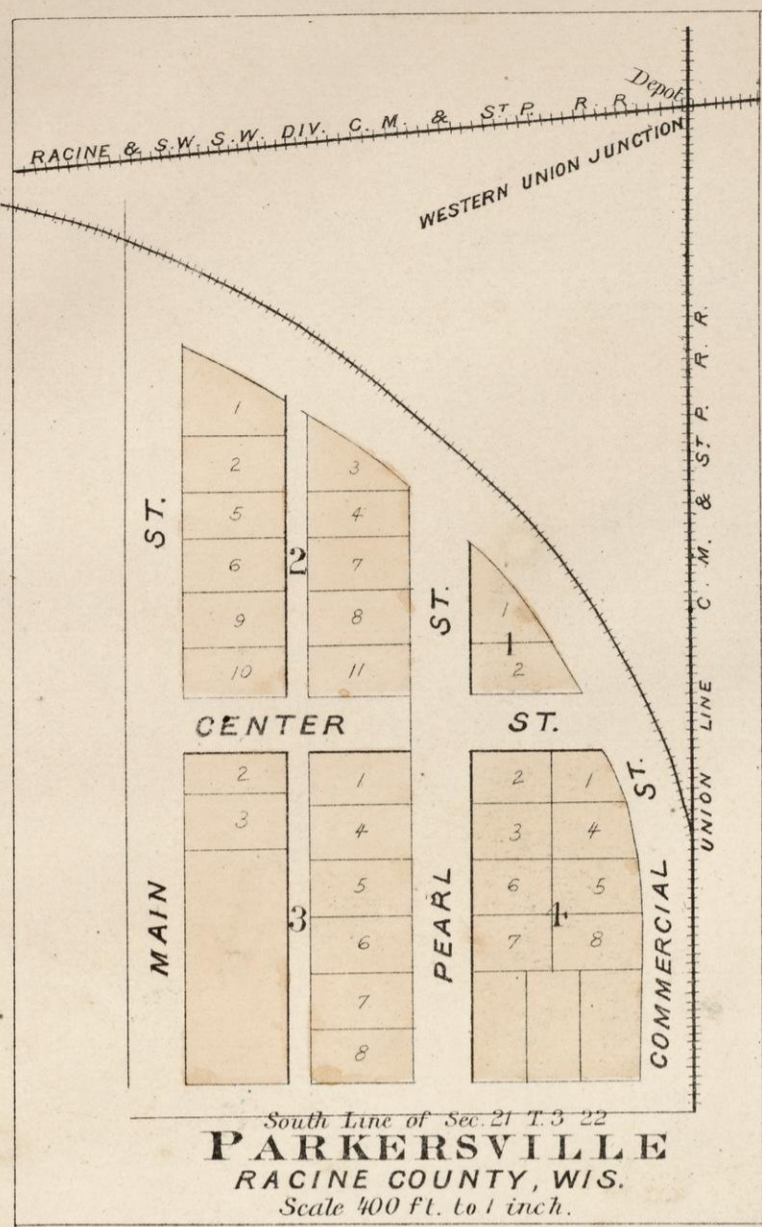 Depot
RACINE & S.W. S.W. DIV. C. M. & ST P. R. R.
WESTERN UNION JUNCTION
UNION LINE C. M. & ST P. R. R.
ST.
1
2
5
6
9
10
2
3
4
7
8
11
ST.
1
2
1
CENTER ST.
MAIN
2
3
3
1
4
5
6
7
8
PEARL
2
1
3
4
6
5
7
8
4
ST.
COMMERCIAL
South Line of Sec. 21 T. 3 22
PARKERSVILLE
RACINE COUNTY, WIS.
Scale 400 ft. to 1 inch.